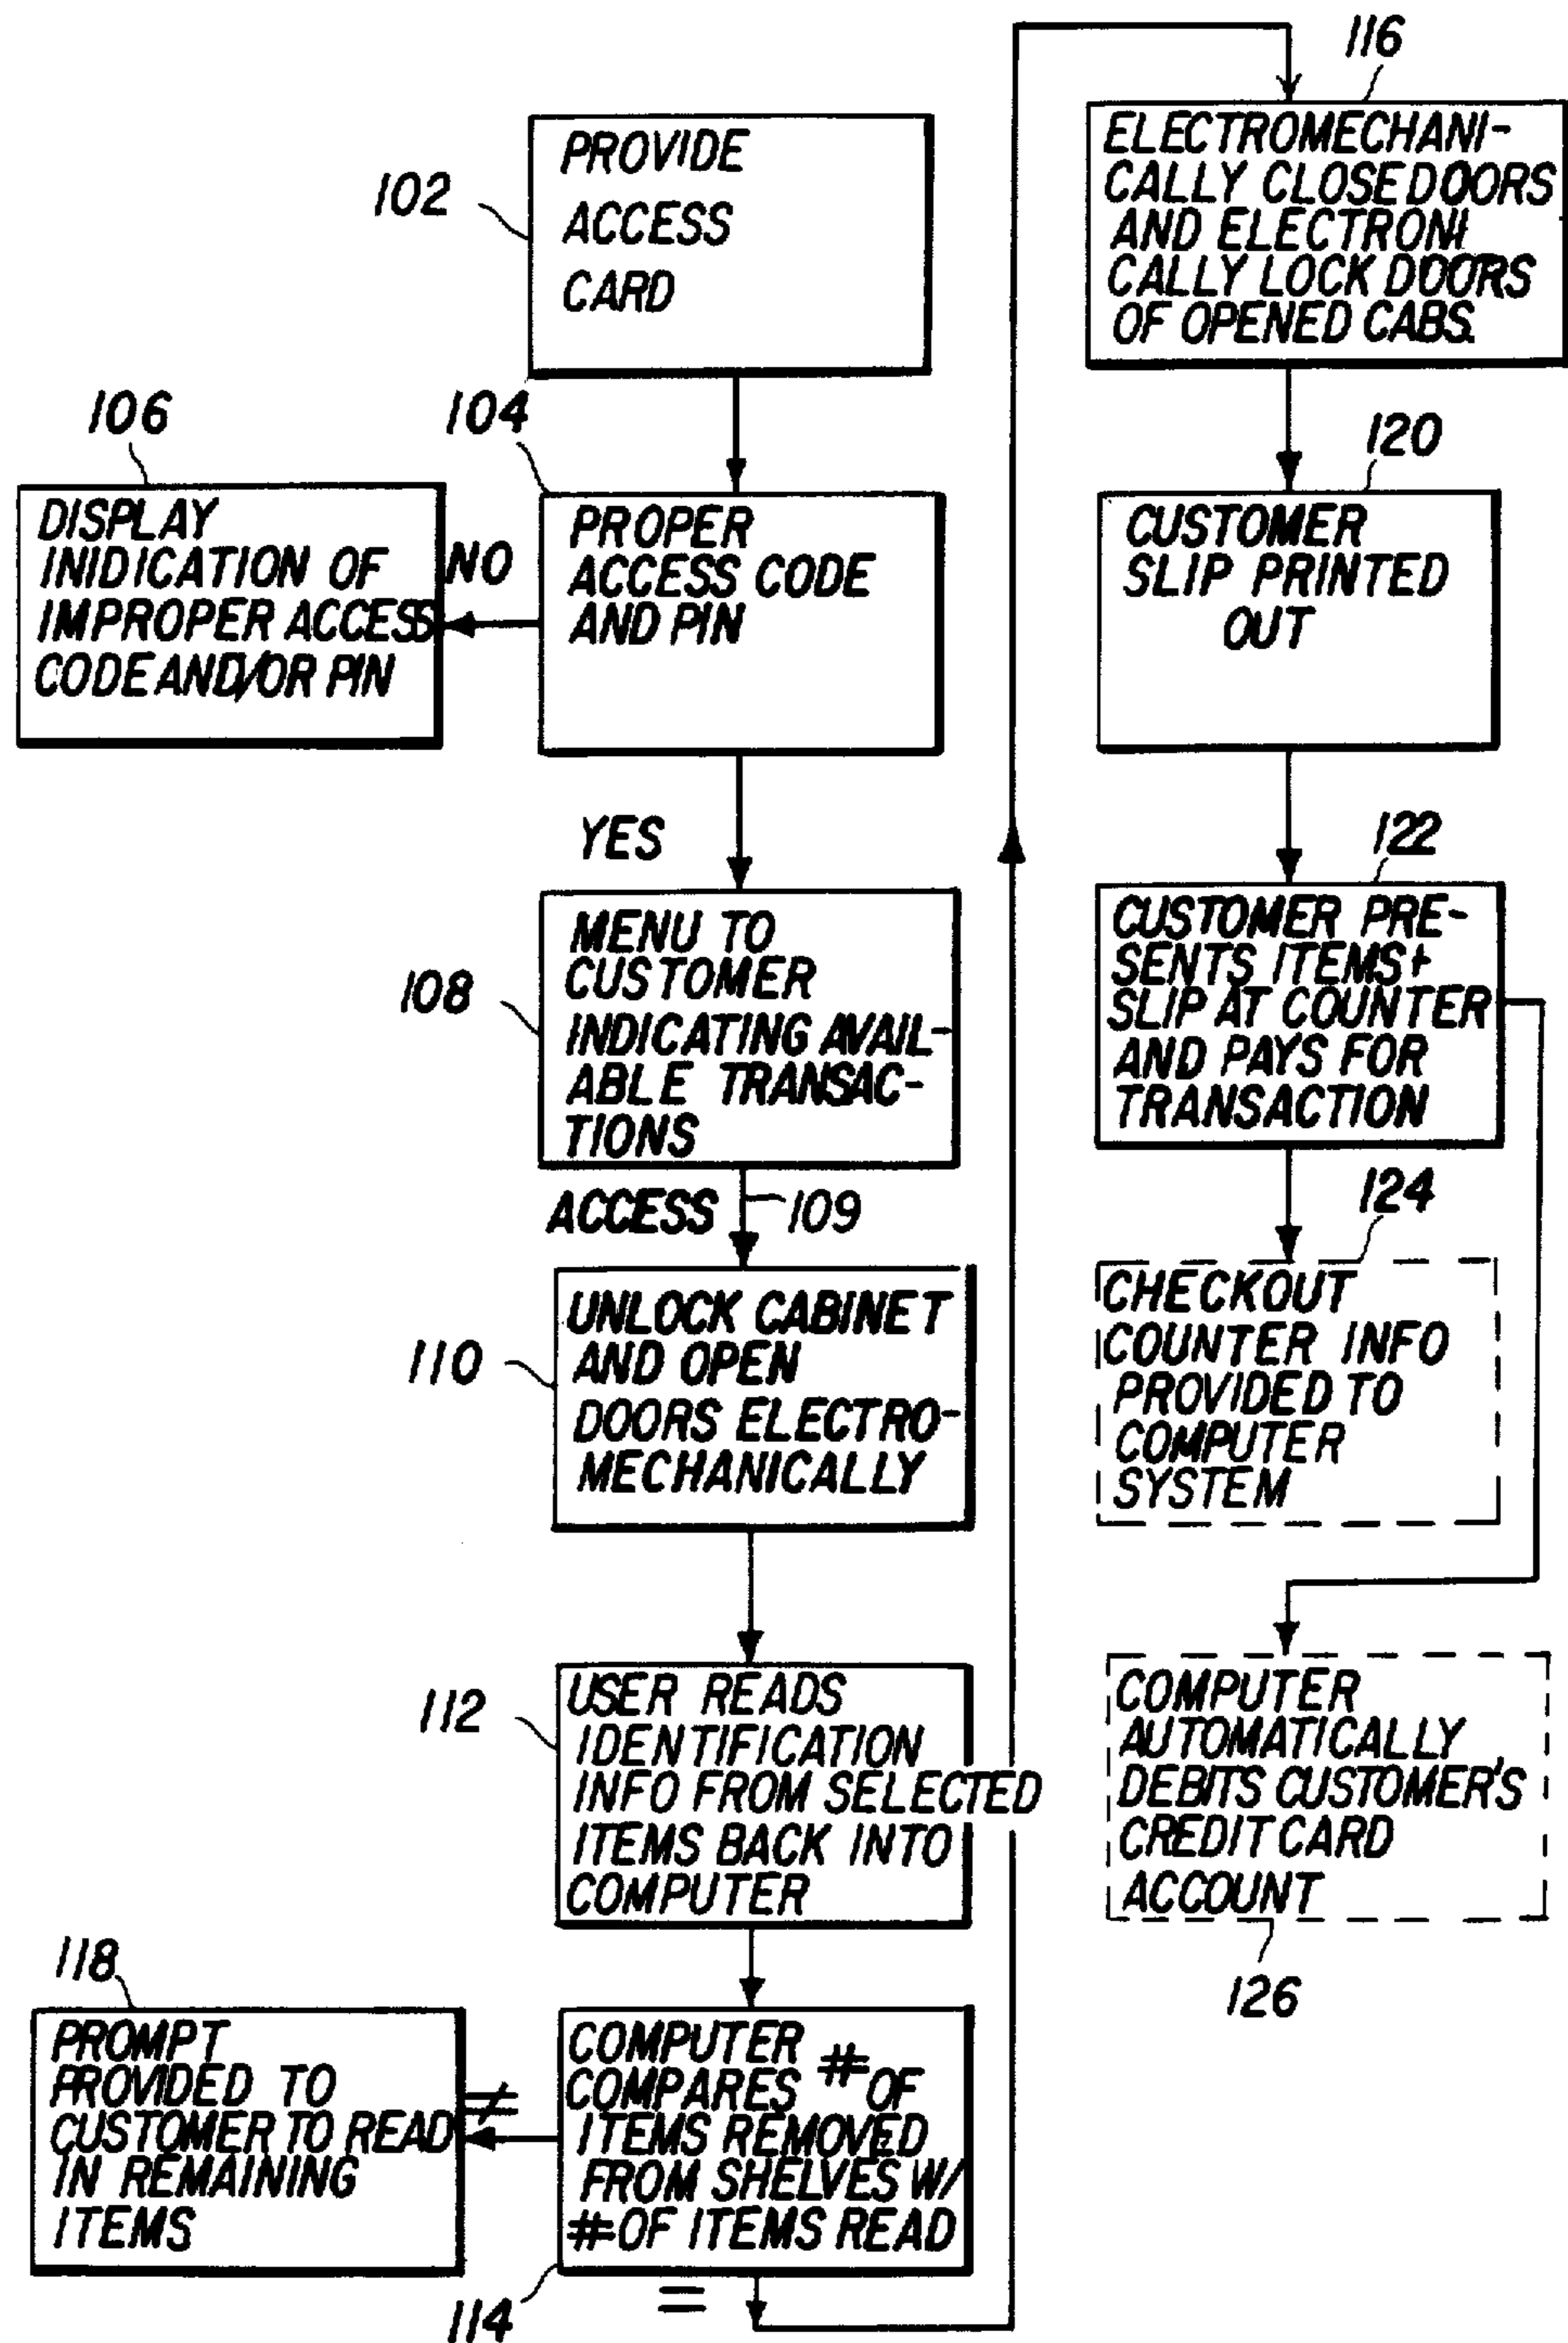 102
PROVIDE
ACCESS
CARD
104
PROPER
ACCESS CODE
AND PIN
NO
106
DISPLAY
INIDICATION OF
IMPROPER ACCESS
CODE AND/OR PIN
YES
108
MENU TO
CUSTOMER
INDICATING AVAIL-
ABLE TRANSAC-
TIONS
ACCESS
109
110
UNLOCK CABINET
AND OPEN
DOORS ELECTRO-
MECHANICALLY
112
USER READS
IDENTIFICATION
INFO FROM SELECTED
ITEMS BACK INTO
COMPUTER
114
COMPUTER
COMPARES # OF
ITEMS REMOVED
FROM SHELVES W/
# OF ITEMS READ
≠
118
PROMPT
PROVIDED TO
CUSTOMER TO READ
IN REMAINING
ITEMS
=
116
ELECTROMECHANI-
CALLY CLOSE DOORS
AND ELECTRONI
CALLY LOCK DOORS
OF OPENED CABS.
120
CUSTOMER
SLIP PRINTED
OUT
122
CUSTOMER PRE-
SENTS ITEMS +
SLIP AT COUNTER
AND PAYS FOR
TRANSACTION
124
CHECKOUT
COUNTER INFO
PROVIDED TO
COMPUTER
SYSTEM
COMPUTER
AUTOMATICALLY
DEBITS CUSTOMER'S
CREDIT CARD
ACCOUNT
126